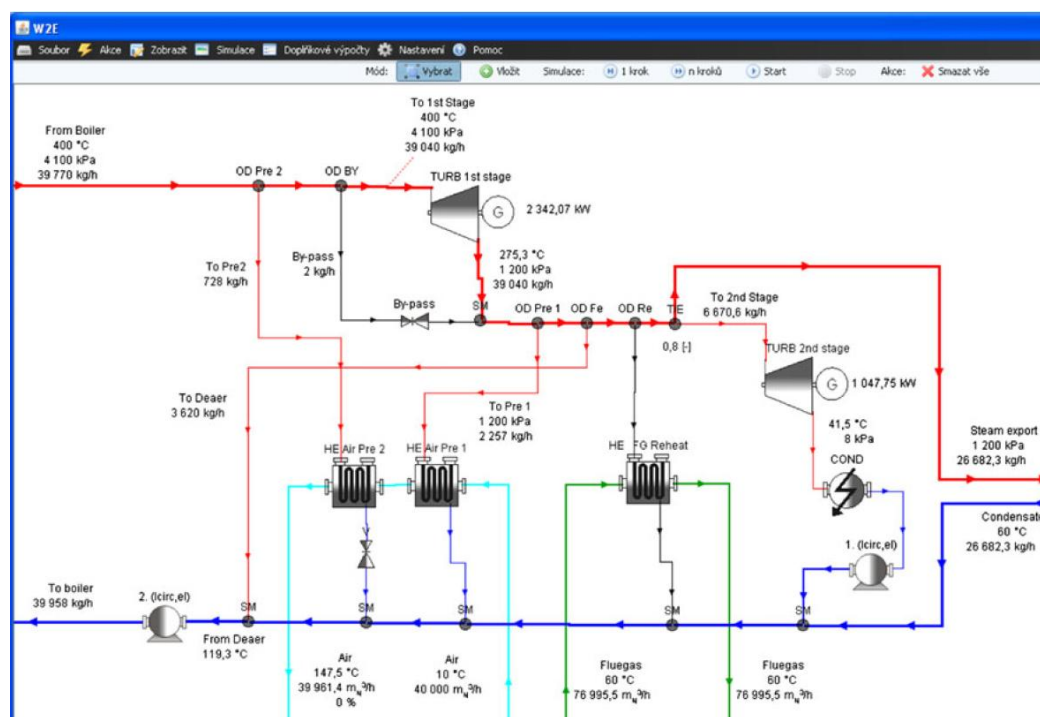 W2E
Soubor Akce Zobrazit Simulace Doplňkové výpočty Nastavení Pomoc
Mód: Vybrat Vložit Simulace: 1 krok n kroků Start Stop Akce: Smazat vše
To 1st Stage
400 °C
4 100 kPa
39 040 kg/h
From Boiler
400 °C
4 100 kPa
39 770 kg/h
OD Pre 2
OD BY
TURB 1st stage
G
2 342,07 kW
To Pre2
728 kg/h
By-pass
2 kg/h
275,3 °C
1 200 kPa
39 040 kg/h
By-pass
SM
OD Pre 1
OD Fe
OD Re
T/E
0,8 [-]
To 2nd Stage
6 670,6 kg/h
TURB 2nd stage
G
1 047,75 kW
To Deaer
3 620 kg/h
To Pre 1
1 200 kPa
2 257 kg/h
41,5 °C
8 kPa
Steam export
1 200 kPa
26 682,3 kg/h
HE Air Pre 2
HE Air Pre 1
HE FG Reheat
COND
Condensate
60 °C
26 682,3 kg/h
1. (Icirc,el)
To boiler
39 958 kg/h
2. (Icirc,el)
SM
SM
SM
SM
SM
From Deaer
119,3 °C
Air
147,5 °C
39 961,4 m_N³/h
0 %
Air
10 °C
40 000 m_N³/h
Fluegas
60 °C
76 995,5 m_N³/h
Fluegas
60 °C
76 995,5 m_N³/h